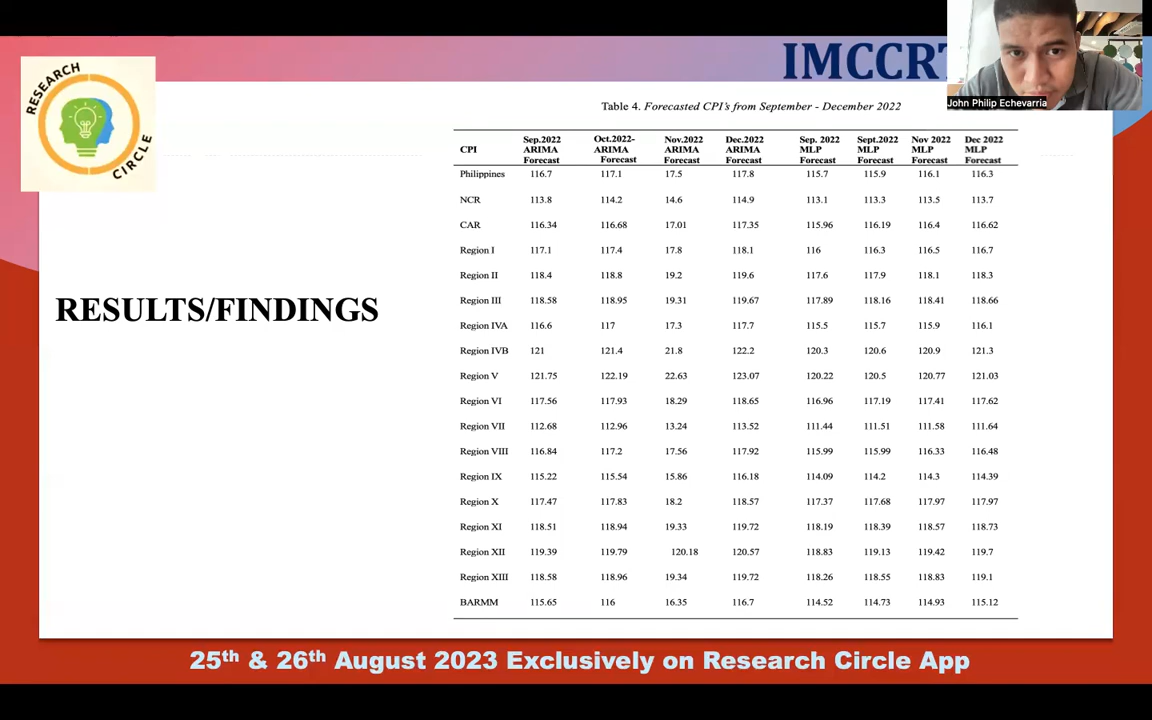 IMCCRT
John Philip Echevarria
RESEARCH
CIRCLE
Table 4. Forecasted CPI's from September - December 2022
CPI Sep.2022 ARIMA Forecast Oct.2022- ARIMA Forecast Nov.2022 ARIMA Forecast Dec.2022 ARIMA Forecast Sep. 2022 MLP Forecast Sept.2022 MLP Forecast Nov 2022 MLP Forecast Dec 2022 MLP Forecast
Philippines 116.7 117.1 17.5 117.8 115.7 115.9 116.1 116.3
NCR 113.8 114.2 14.6 114.9 113.1 113.3 113.5 113.7
CAR 116.34 116.68 17.01 117.35 115.96 116.19 116.4 116.62
Region I 117.1 117.4 17.8 118.1 116 116.3 116.5 116.7
Region II 118.4 118.8 19.2 119.6 117.6 117.9 118.1 118.3
Region III 118.58 118.95 19.31 119.67 117.89 118.16 118.41 118.66
Region IVA 116.6 117 17.3 117.7 115.5 115.7 115.9 116.1
Region IVB 121 121.4 21.8 122.2 120.3 120.6 120.9 121.3
Region V 121.75 122.19 22.63 123.07 120.22 120.5 120.77 121.03
Region VI 117.56 117.93 18.29 118.65 116.96 117.19 117.41 117.62
Region VII 112.68 112.96 13.24 113.52 111.44 111.51 111.58 111.64
Region VIII 116.84 117.2 17.56 117.92 115.99 115.99 116.33 116.48
Region IX 115.22 115.54 15.86 116.18 114.09 114.2 114.3 114.39
Region X 117.47 117.83 18.2 118.57 117.37 117.68 117.97 117.97
Region XI 118.51 118.94 19.33 119.72 118.19 118.39 118.57 118.73
Region XII 119.39 119.79 120.18 120.57 118.83 119.13 119.42 119.7
Region XIII 118.58 118.96 19.34 119.72 118.26 118.55 118.83 119.1
BARMM 115.65 116 16.35 116.7 114.52 114.73 114.93 115.12
RESULTS/FINDINGS
25th & 26th August 2023 Exclusively on Research Circle App